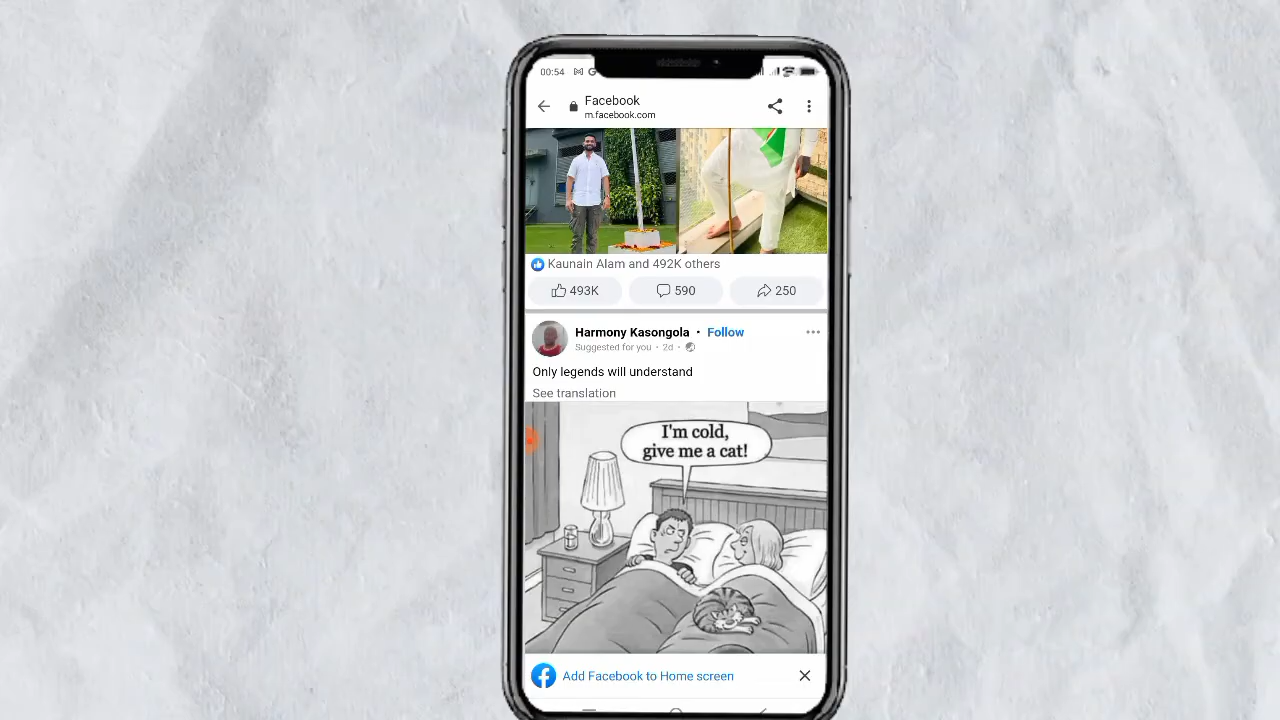 00:54
Facebook
m.facebook.com
Kaunain Alam and 492K others
493K 590 250
Harmony Kasongola • Follow
Suggested for you • 2d •
Only legends will understand
See translation
I'm cold,
give me a cat!
Add Facebook to Home screen